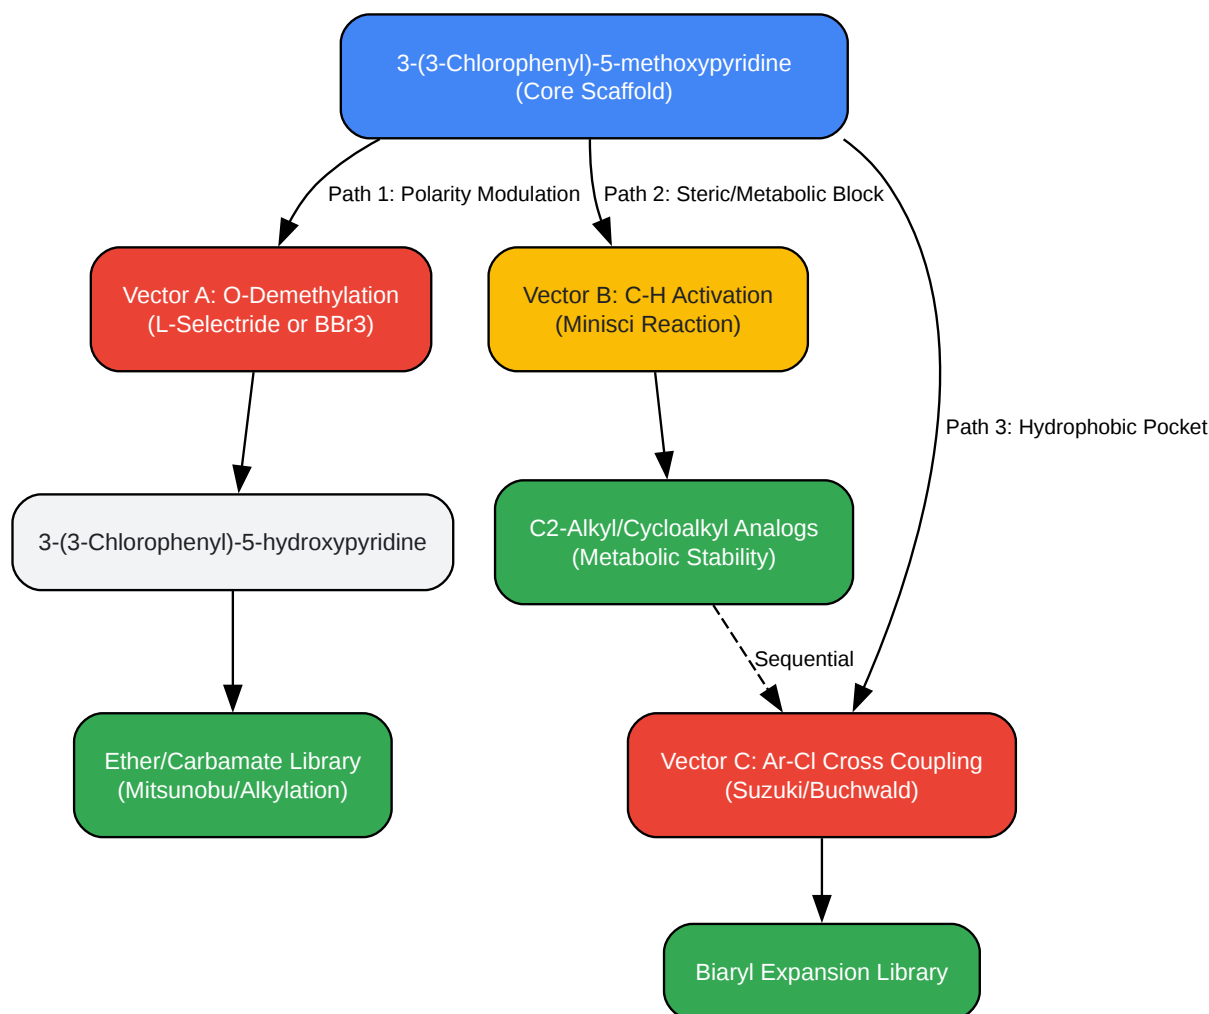 3-(3-Chlorophenyl)-5-methoxypyridine
(Core Scaffold)
Path 1: Polarity Modulation
Path 2: Steric/Metabolic Block
Vector A: O-Demethylation
(L-Selectride or BBr3)
Vector B: C-H Activation
(Minisci Reaction)
Path 3: Hydrophobic Pocket
3-(3-Chlorophenyl)-5-hydroxypyridine
C2-Alkyl/Cycloalkyl Analogs
(Metabolic Stability)
Sequential
Ether/Carbamate Library
(Mitsunobu/Alkylation)
Vector C: Ar-Cl Cross Coupling
(Suzuki/Buchwald)
Biaryl Expansion Library